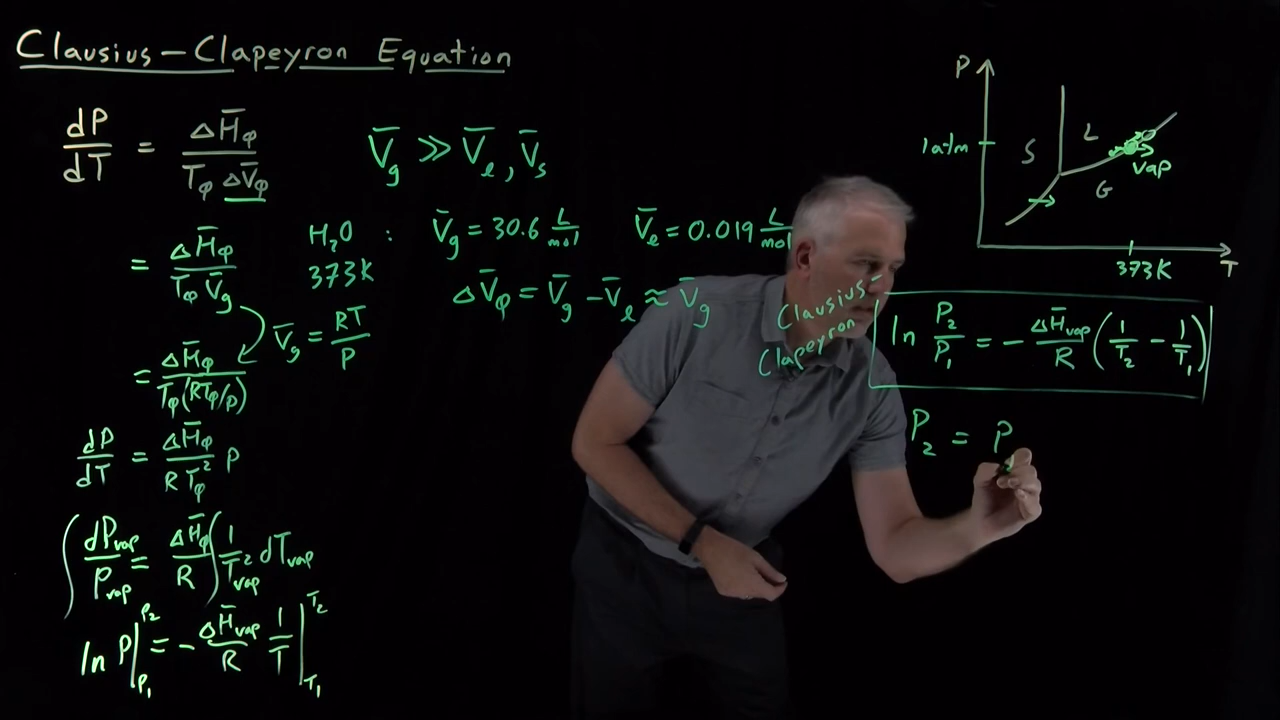 Clausius – Clapeyron Equation
dP/dT = ΔH̄φ / Tφ ΔV̄φ
V̄g ≫ V̄ℓ, V̄s
= ΔH̄φ / Tφ V̄g
H₂O : V̄g = 30.6 L/mol V̄ℓ = 0.019 L/mol
373K
ΔV̄φ = V̄g – V̄ℓ ≈ V̄g
V̄g = RT/P
= ΔH̄φ / Tφ(RTφ/P)
dP/dT = ΔH̄φ / RTφ² P
∫ dPvap/Pvap = ΔH̄φ/R ∫ 1/T²vap dTvap
ln P |P₁ P₂ = – ΔH̄vap/R 1/T |T₁ T₂
P
1 atm
S L G
vap
373K T
Clausius-
Clapeyron
ln P₂/P₁ = – ΔH̄vap/R (1/T₂ – 1/T₁)
P₂ = P